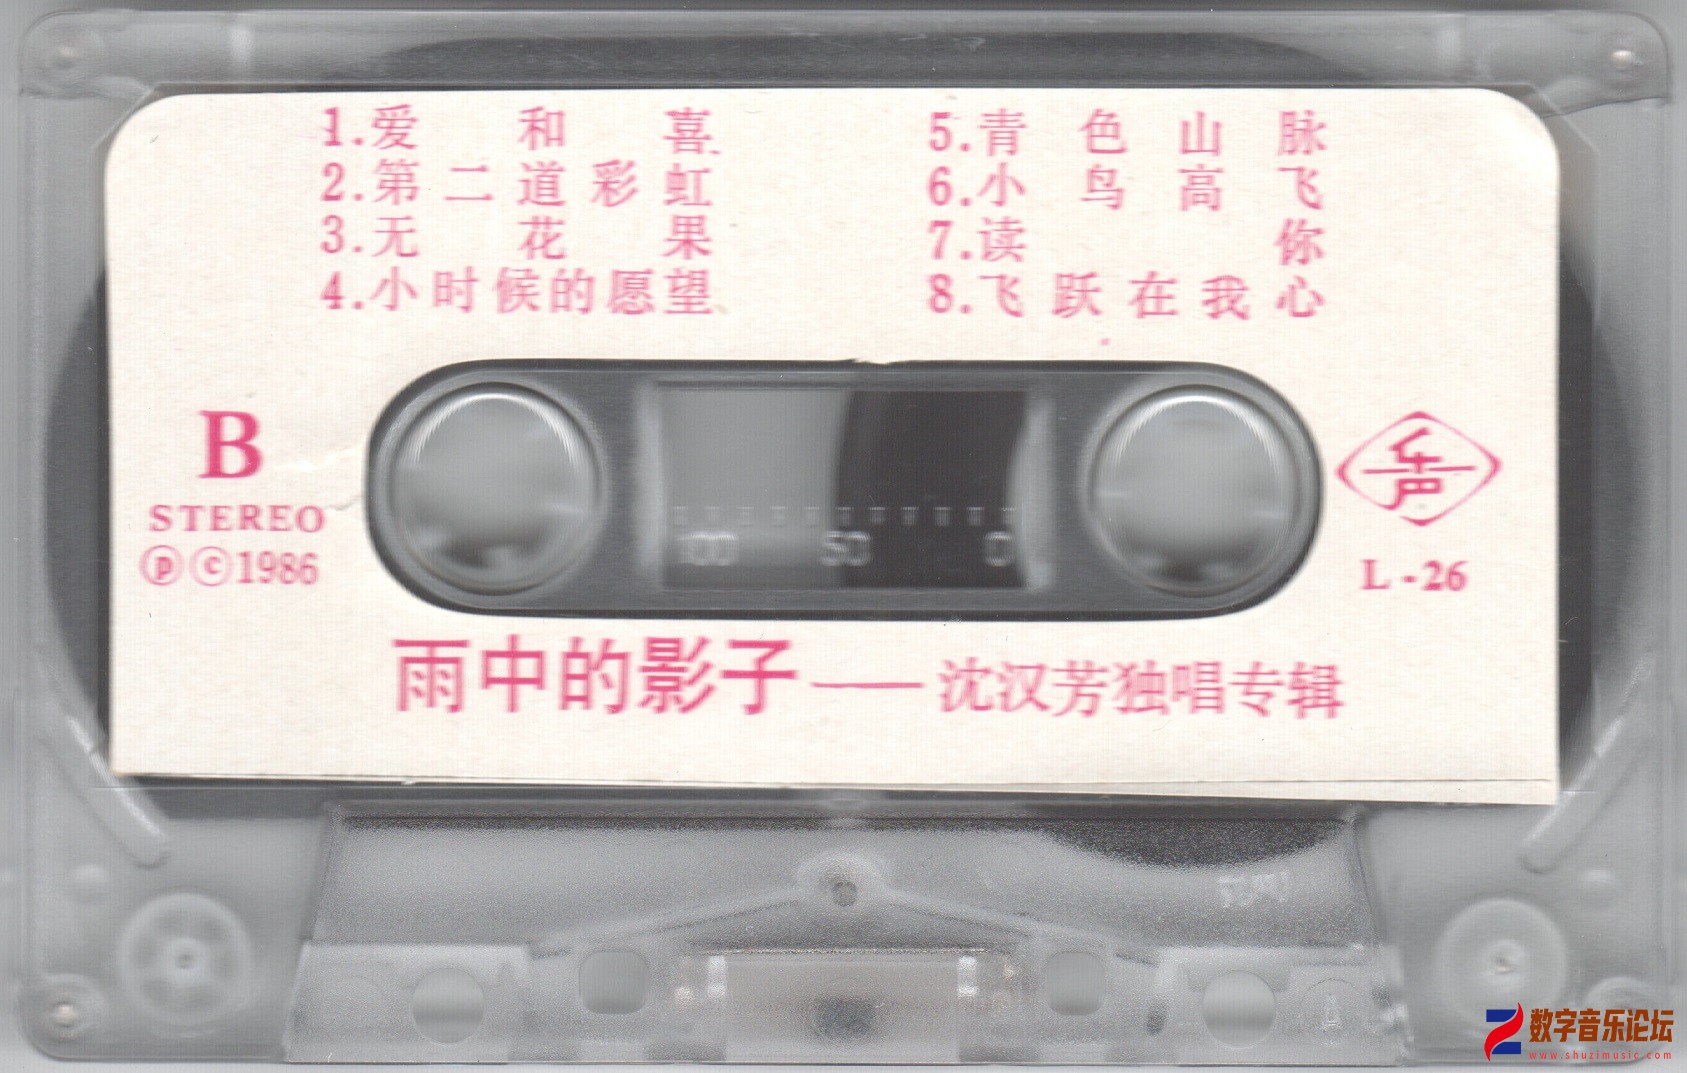 1.爱和喜
2.第二道彩虹
3.无花果
4.小时候的愿望
5.青色山脉
6.小鸟高飞
7.读你
8.飞跃在我心
B
STEREO
ⓟ ⓒ1986
100 50 0
乐声
L-26
雨中的影子——沈汉芳独唱专辑
数字音乐论坛
www.shuzimusic.com